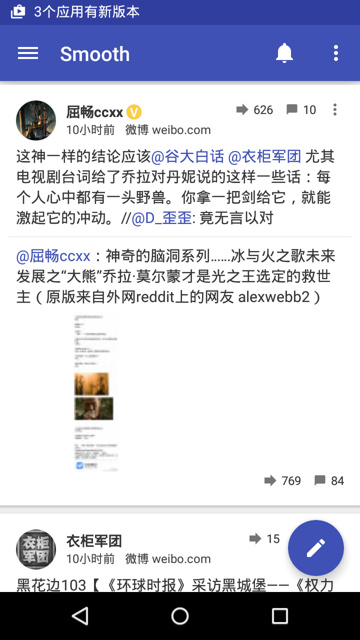 3个应用有新版本
Smooth
屈畅ccxx
626
10
10小时前 微博 weibo.com
这神一样的结论应该@谷大白话 @衣柜军团 尤其
电视剧台词给了乔拉对丹妮说的这样一些话：每
个人心中都有一头野兽。你拿一把剑给它，就能
激起它的冲动。//@D_歪歪: 竟无言以对
@屈畅ccxx：神奇的脑洞系列......冰与火之歌未来
发展之“大熊”乔拉·莫尔蒙才是光之王选定的救世
主（原版来自外网reddit上的网友 alexwebb2）
769
84
衣柜军团
15
10小时前 微博 weibo.com
黑花边103【《环球时报》采访黑城堡——《权力
衣柜
军团